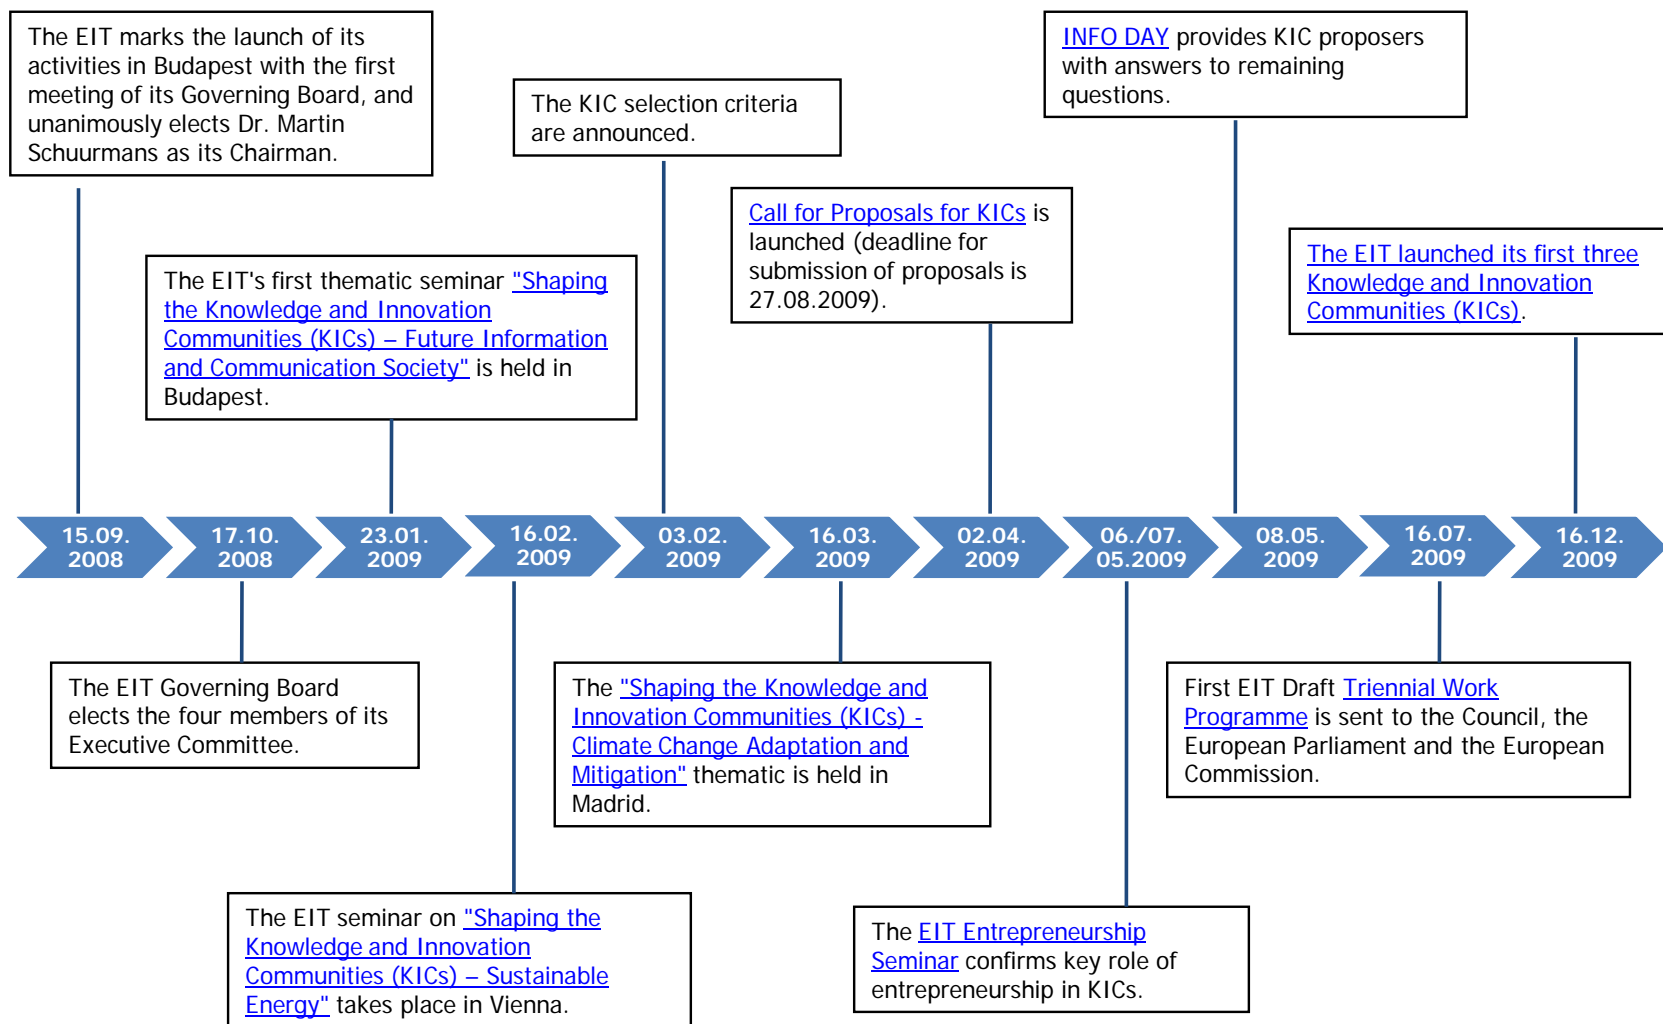 The EIT marks the launch of its
activities in Budapest with the first
meeting of its Governing Board, and
unanimously elects Dr. Martin
Schuurmans as its Chairman.
The KIC selection criteria
are announced.
INFO DAY provides KIC proposers
with answers to remaining
questions.
The EIT's first thematic seminar "Shaping
the Knowledge and Innovation
Communities (KICs) – Future Information
and Communication Society" is held in
Budapest.
Call for Proposals for KICs is
launched (deadline for
submission of proposals is
27.08.2009).
The EIT launched its first three
Knowledge and Innovation
Communities (KICs).
15.09.
2008
17.10.
2008
23.01.
2009
16.02.
2009
03.02.
2009
16.03.
2009
02.04.
2009
06./07.
05.2009
08.05.
2009
16.07.
2009
16.12.
2009
The EIT Governing Board
elects the four members of its
Executive Committee.
The "Shaping the Knowledge and
Innovation Communities (KICs) -
Climate Change Adaptation and
Mitigation" thematic is held in
Madrid.
First EIT Draft Triennial Work
Programme is sent to the Council, the
European Parliament and the European
Commission.
The EIT seminar on "Shaping the
Knowledge and Innovation
Communities (KICs) – Sustainable
Energy" takes place in Vienna.
The EIT Entrepreneurship
Seminar confirms key role of
entrepreneurship in KICs.